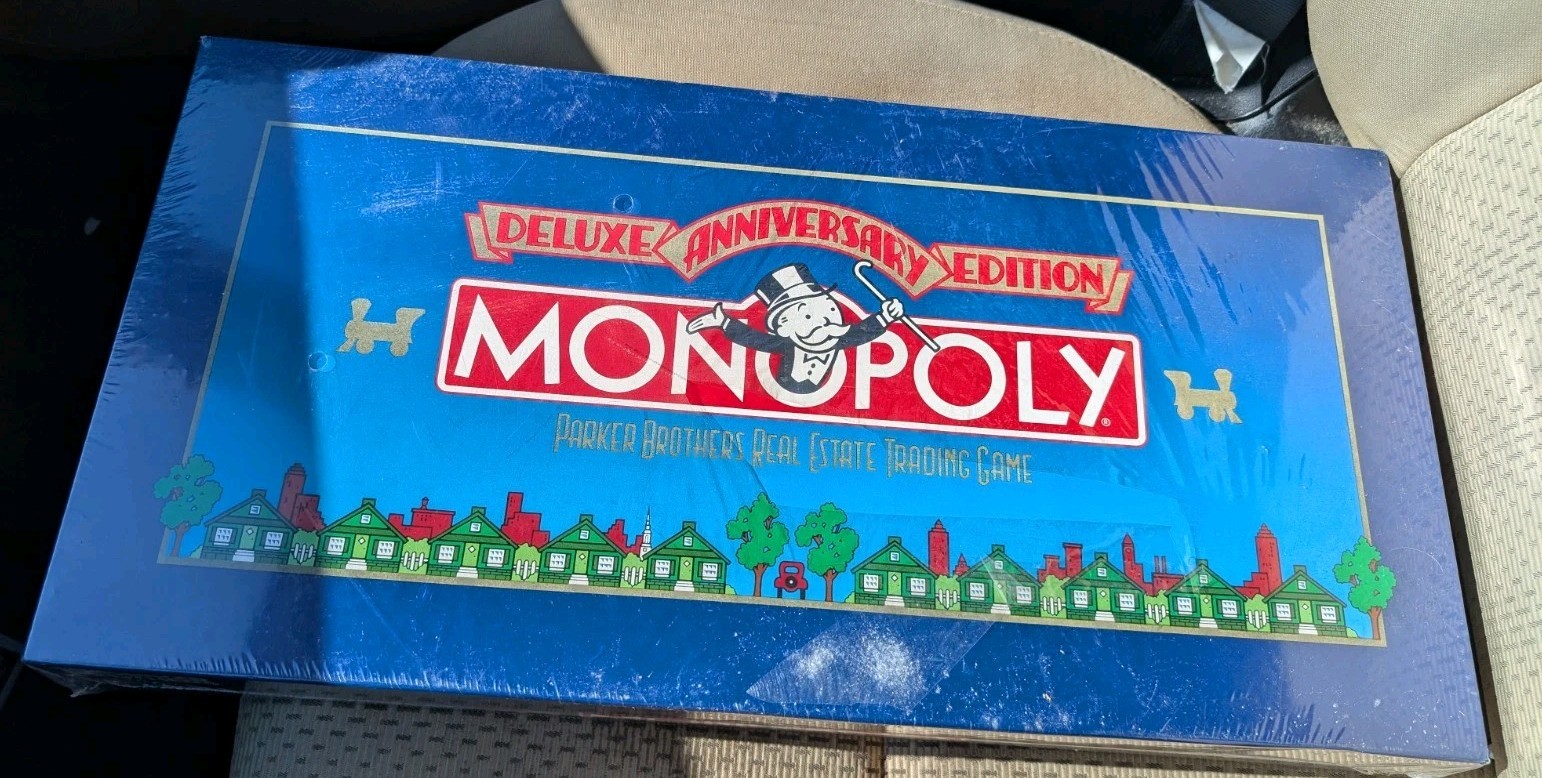 DELUXE ANNIVERSARY EDITION
MONOPOLY®
PARKER BROTHERS REAL ESTATE TRADING GAME